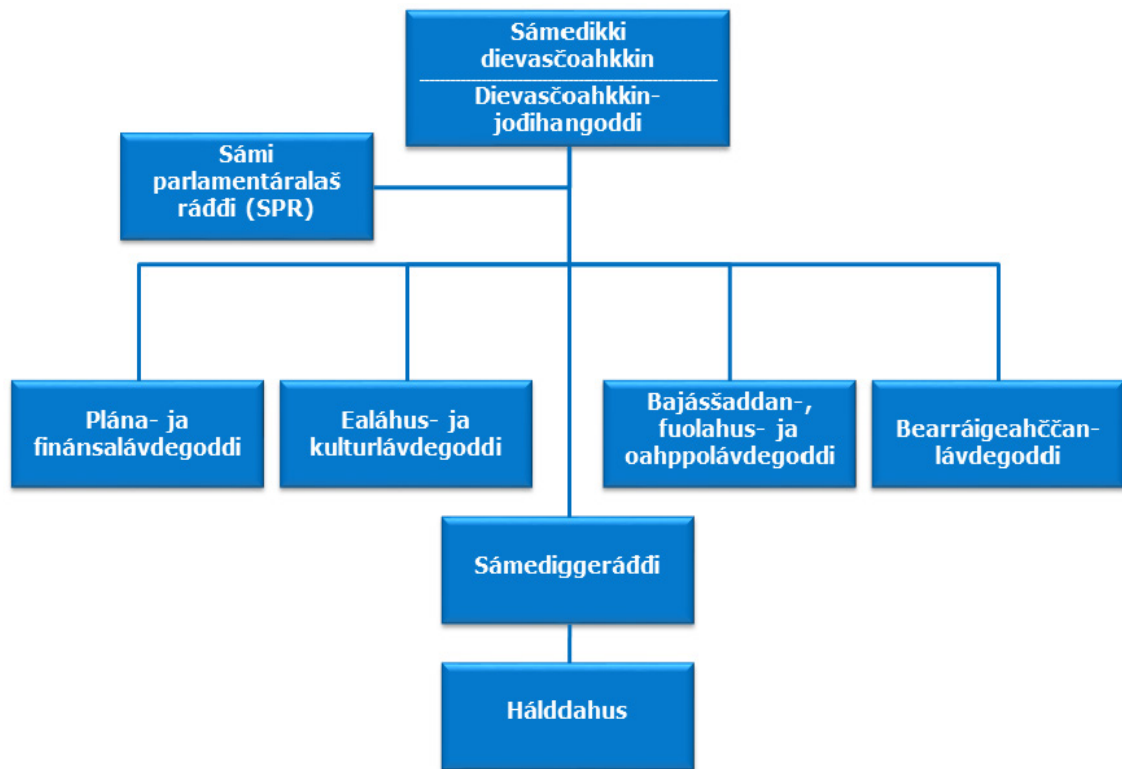 Sámedikki
dievasčoahkkin
Dievasčoahkkin-
jođihangoddi
Sámi
parlamentáralaš
ráđđi (SPR)
Plána- ja
finánsalávdegoddi
Ealáhus- ja
kulturlávdegoddi
Bajásšaddan-,
fuolahus- ja
oahppolávdegoddi
Bearráigeahččan-
lávdegoddi
Sámediggeráđđi
Hálddahus